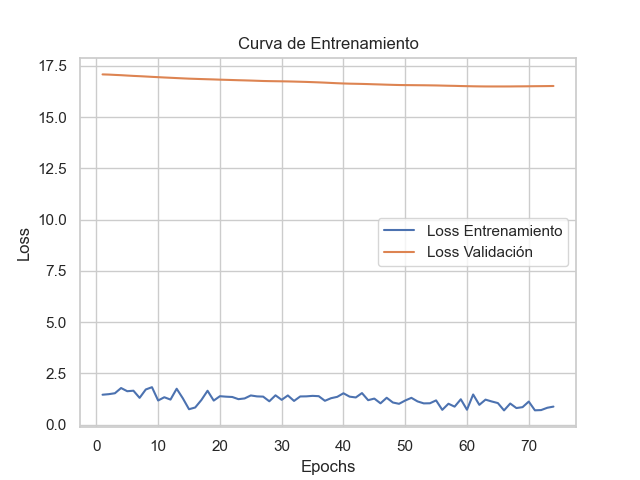 Curva de Entrenamiento
17.5
15.0
12.5
10.0
7.5
5.0
2.5
0.0
Loss
Loss Entrenamiento
Loss Validación
0 10 20 30 40 50 60 70
Epochs